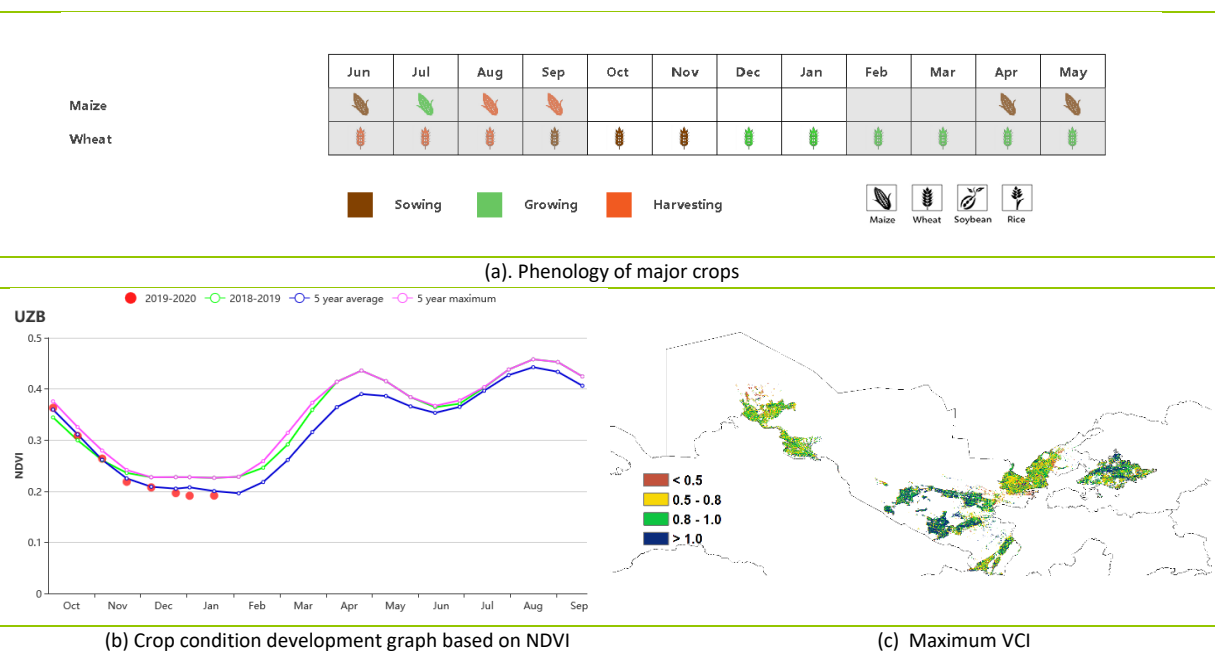 Jun Jul Aug Sep Oct Nov Dec Jan Feb Mar Apr May
Maize
Wheat
Sowing Growing Harvesting
Maize Wheat Soybean Rice
(a). Phenology of major crops
2019-2020 2018-2019 5 year average 5 year maximum
UZB
0.5
0.4
0.3
0.2
0.1
0
NDVI
Oct Nov Dec Jan Feb Mar Apr May Jun Jul Aug Sep
< 0.5
0.5 - 0.8
0.8 - 1.0
> 1.0
(b) Crop condition development graph based on NDVI
(c) Maximum VCI